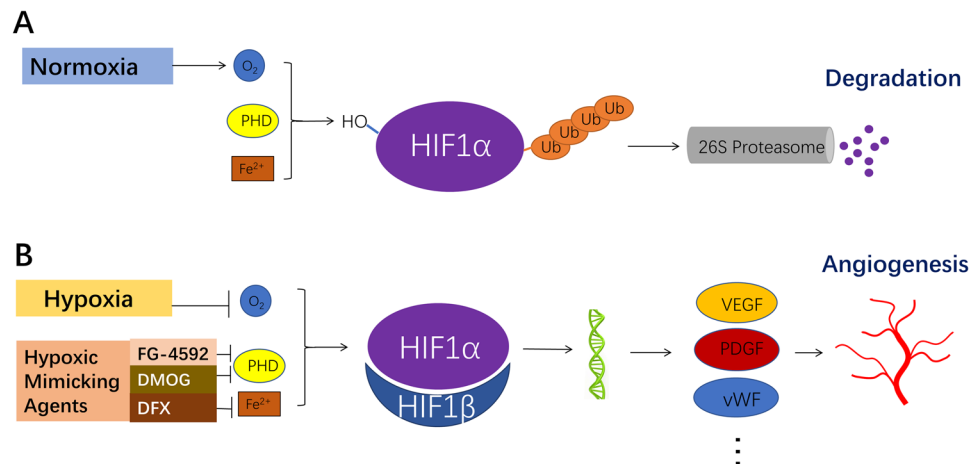 A
Normoxia
O₂
PHD
Fe²⁺
HO
HIF1α
Ub
Ub
Ub
Ub
26S Proteasome
Degradation
B
Hypoxia
O₂
Hypoxic
Mimicking
Agents
FG-4592
DMOG
DFX
PHD
Fe²⁺
HIF1α
HIF1β
VEGF
PDGF
vWF
Angiogenesis